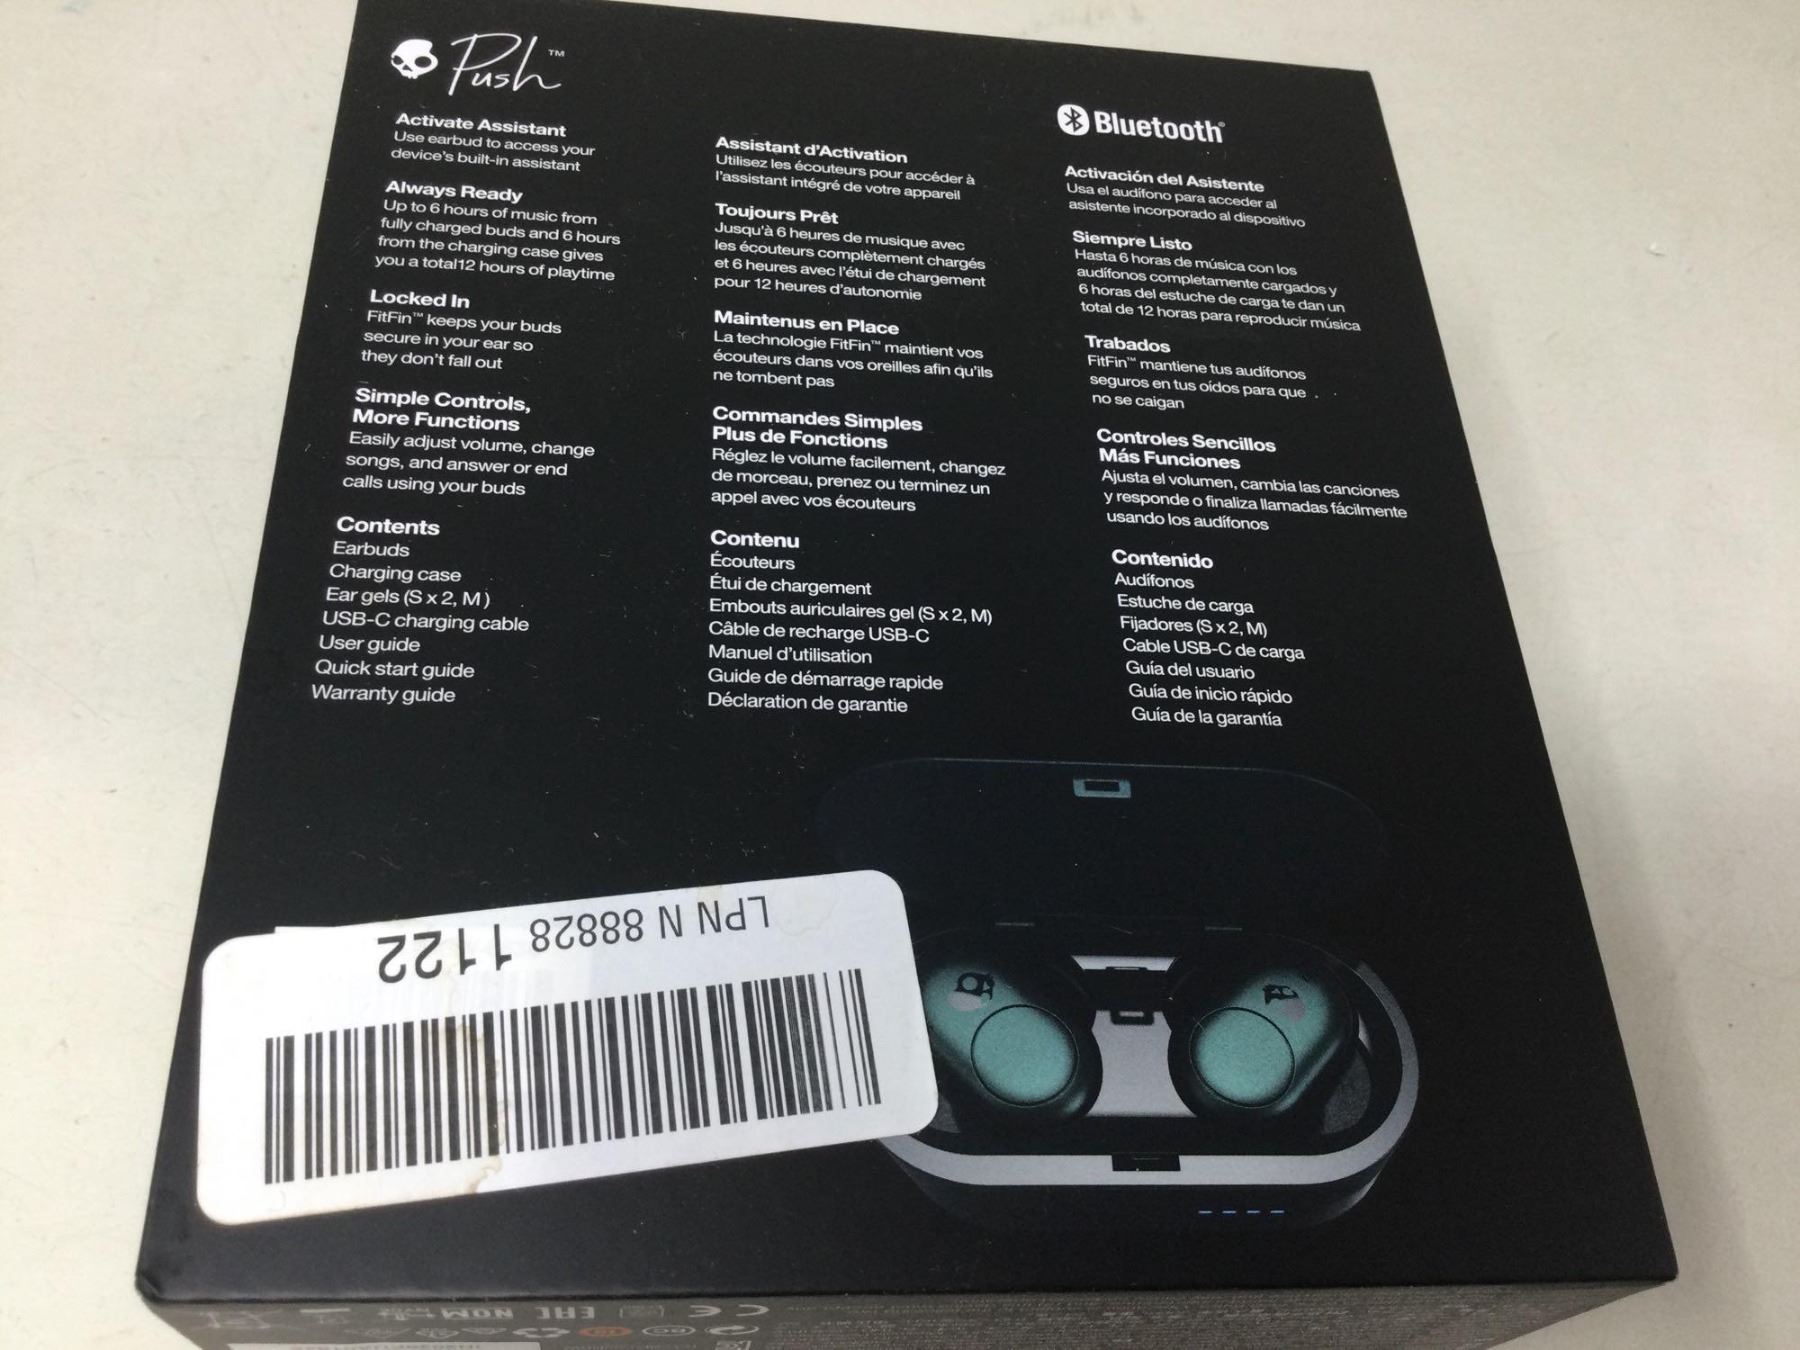 Push™
Activate Assistant
Use earbud to access your
device's built-in assistant
Always Ready
Up to 6 hours of music from
fully charged buds and 6 hours
from the charging case gives
you a total12 hours of playtime
Locked In
FitFin™ keeps your buds
secure in your ear so
they don't fall out
Simple Controls,
More Functions
Easily adjust volume, change
songs, and answer or end
calls using your buds
Contents
Earbuds
Charging case
Ear gels (S x 2, M )
USB-C charging cable
User guide
Quick start guide
Warranty guide
Assistant d'Activation
Utilisez les écouteurs pour accéder à
l'assistant intégré de votre appareil
Toujours Prêt
Jusqu'à 6 heures de musique avec
les écouteurs complètement chargés
et 6 heures avec l'étui de chargement
pour 12 heures d'autonomie
Maintenus en Place
La technologie FitFin™ maintient vos
écouteurs dans vos oreilles afin qu'ils
ne tombent pas
Commandes Simples
Plus de Fonctions
Réglez le volume facilement, changez
de morceau, prenez ou terminez un
appel avec vos écouteurs
Contenu
Écouteurs
Étui de chargement
Embouts auriculaires gel (S x 2, M)
Câble de recharge USB-C
Manuel d'utilisation
Guide de démarrage rapide
Déclaration de garantie
Bluetooth®
Activación del Asistente
Usa el audífono para acceder al
asistente incorporado al dispositivo
Siempre Listo
Hasta 6 horas de música con los
audífonos completamente cargados y
6 horas del estuche de carga te dan un
total de 12 horas para reproducir música
Trabados
FitFin™ mantiene tus audífonos
seguros en tus oídos para que
no se caigan
Controles Sencillos
Más Funciones
Ajusta el volumen, cambia las canciones
y responde o finaliza llamadas fácilmente
usando los audífonos
Contenido
Audífonos
Estuche de carga
Fijadores (S x 2, M)
Cable USB-C de carga
Guía del usuario
Guía de inicio rápido
Guía de la garantía
LPN N 88828 1122
CE EAC NOM